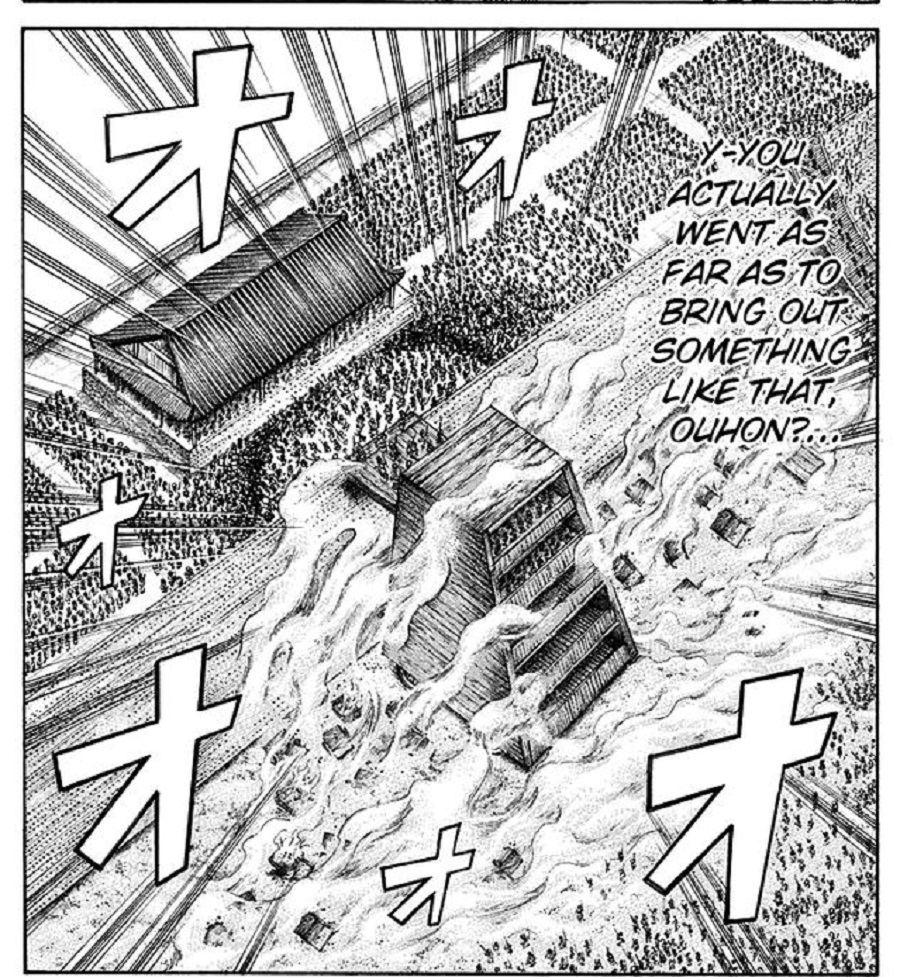 オ
オ
Y-YOU
ACTUALLY
WENT AS
FAR AS TO
BRING OUT
SOMETHING
LIKE THAT,
OUHON?...
オ
オ
オ
オ